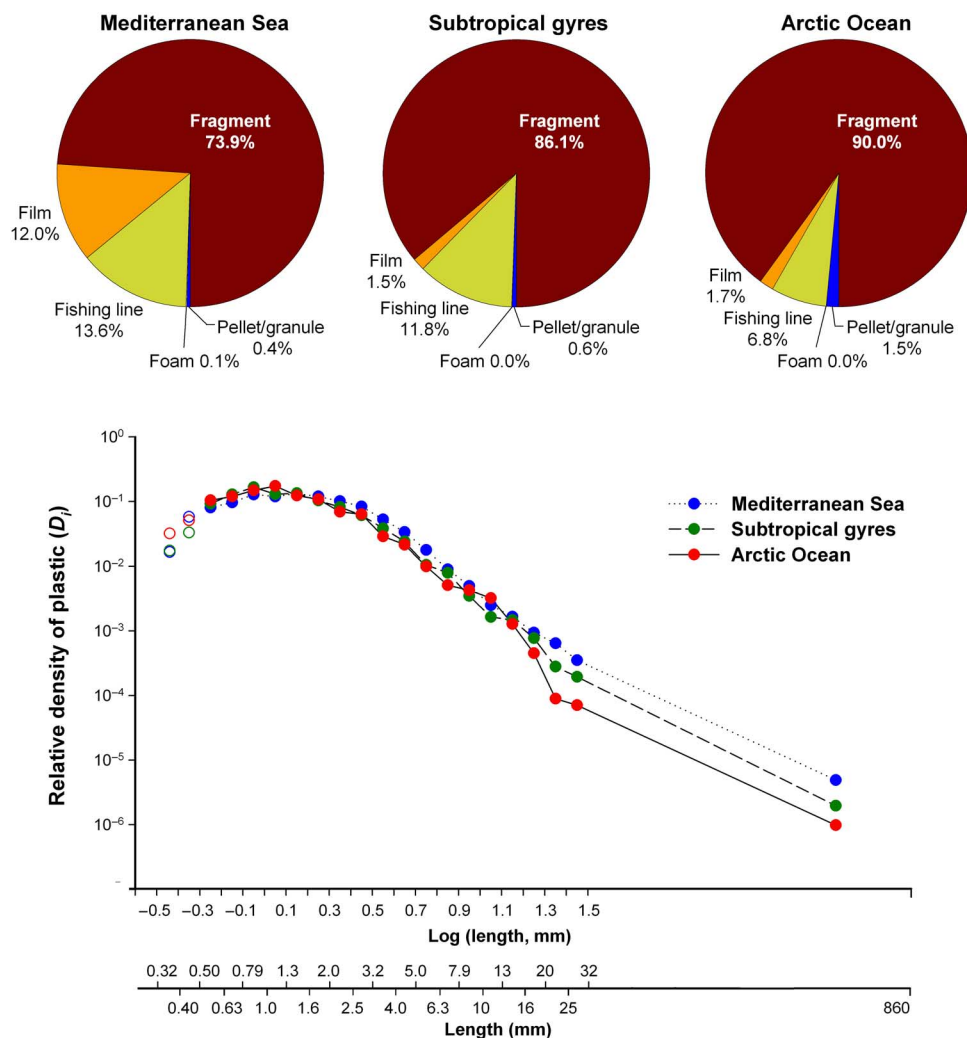 Mediterranean Sea
Subtropical gyres
Arctic Ocean
Fragment
73.9%
Film
12.0%
Fishing line
13.6%
Foam 0.1%
Pellet/granule
0.4%
Fragment
86.1%
Film
1.5%
Fishing line
11.8%
Foam 0.0%
Pellet/granule
0.6%
Fragment
90.0%
Film
1.7%
Fishing line
6.8%
Foam 0.0%
Pellet/granule
1.5%
Relative density of plastic (Di)
10⁰
10–1
10–2
10–3
10–4
10–5
10–6
–
Mediterranean Sea
Subtropical gyres
Arctic Ocean
–0.5 –0.3 –0.1 0.1 0.3 0.5 0.7 0.9 1.1 1.3 1.5
Log (length, mm)
0.32 0.50 0.79 1.3 2.0 3.2 5.0 7.9 13 20 32
0.40 0.63 1.0 1.6 2.5 4.0 6.3 10 16 25 860
Length (mm)